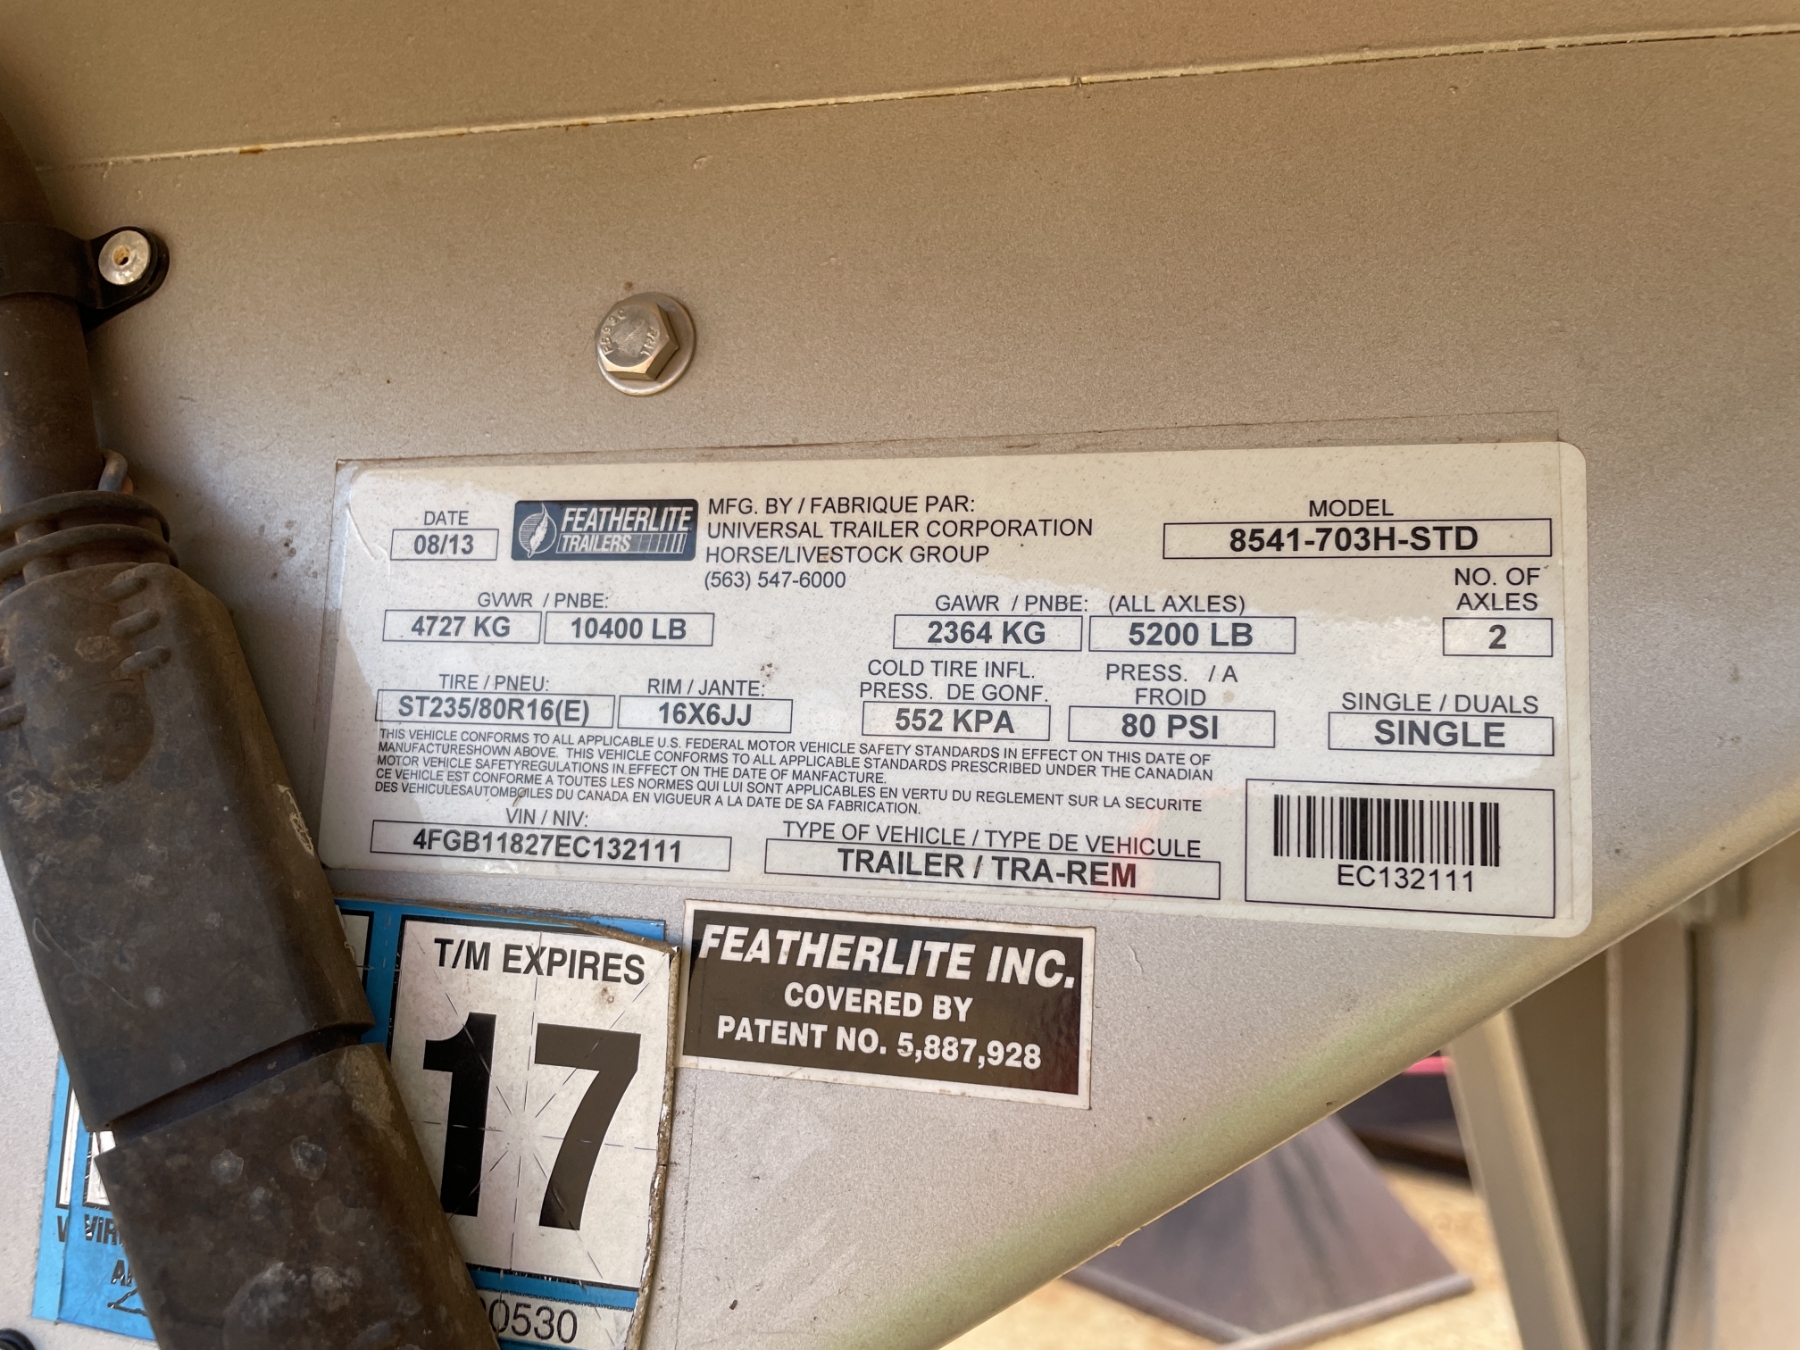 DATE
08/13
FEATHERLITE
TRAILERS
MFG. BY / FABRIQUE PAR:
UNIVERSAL TRAILER CORPORATION
HORSE/LIVESTOCK GROUP
(563) 547-6000
MODEL
8541-703H-STD
GVWR / PNBE:
4727 KG 10400 LB
GAWR / PNBE: (ALL AXLES)
2364 KG 5200 LB
NO. OF
AXLES
2
TIRE / PNEU:
ST235/80R16(E)
RIM / JANTE:
16X6JJ
COLD TIRE INFL. PRESS. / A
PRESS. DE GONF. FROID
552 KPA 80 PSI
SINGLE / DUALS
SINGLE
THIS VEHICLE CONFORMS TO ALL APPLICABLE U.S. FEDERAL MOTOR VEHICLE SAFETY STANDARDS IN EFFECT ON THIS DATE OF
MANUFACTURESHOWN ABOVE. THIS VEHICLE CONFORMS TO ALL APPLICABLE STANDARDS PRESCRIBED UNDER THE CANADIAN
MOTOR VEHICLE SAFETYREGULATIONS IN EFFECT ON THE DATE OF MANFACTURE.
CE VEHICLE EST CONFORME A TOUTES LES NORMES QUI LUI SONT APPLICABLES EN VERTU DU REGLEMENT SUR LA SECURITE
DES VEHICULESAUTOMBOILES DU CANADA EN VIGUEUR A LA DATE DE SA FABRICATION.
VIN / NIV:
4FGB11827EC132111
TYPE OF VEHICLE / TYPE DE VEHICULE
TRAILER / TRA-REM
EC132111
T/M EXPIRES
17
0530
FEATHERLITE INC.
COVERED BY
PATENT NO. 5,887,928